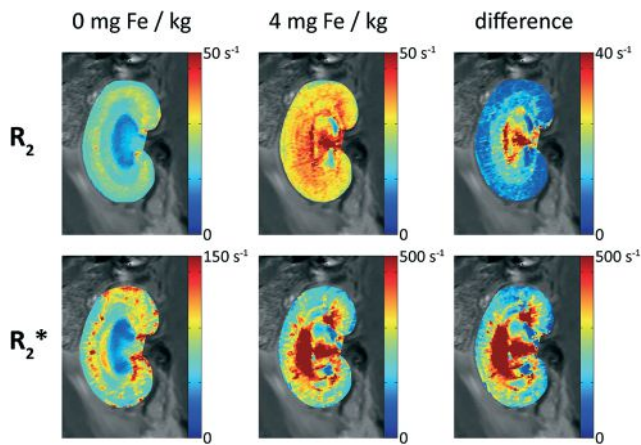 0 mg Fe / kg 4 mg Fe / kg difference
50 s⁻¹ 50 s⁻¹ 40 s⁻¹
R₂
0 0 0
150 s⁻¹ 500 s⁻¹ 500 s⁻¹
R₂*
0 0 0